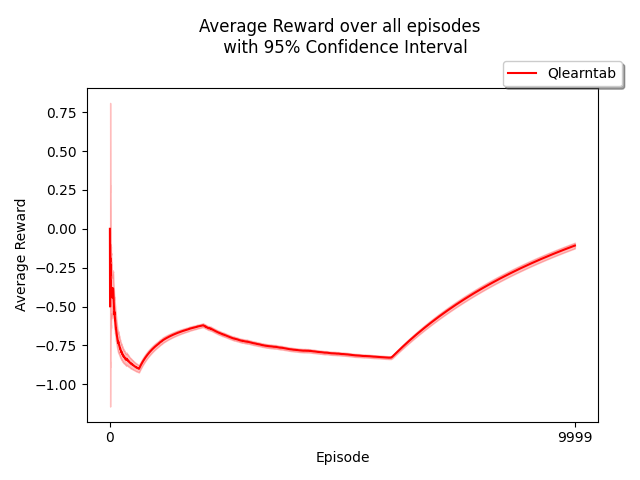 Average Reward over all episodes
with 95% Confidence Interval
Qlearntab
0.75
0.50
0.25
0.00
−0.25
−0.50
−0.75
−1.00
Average Reward
0
9999
Episode